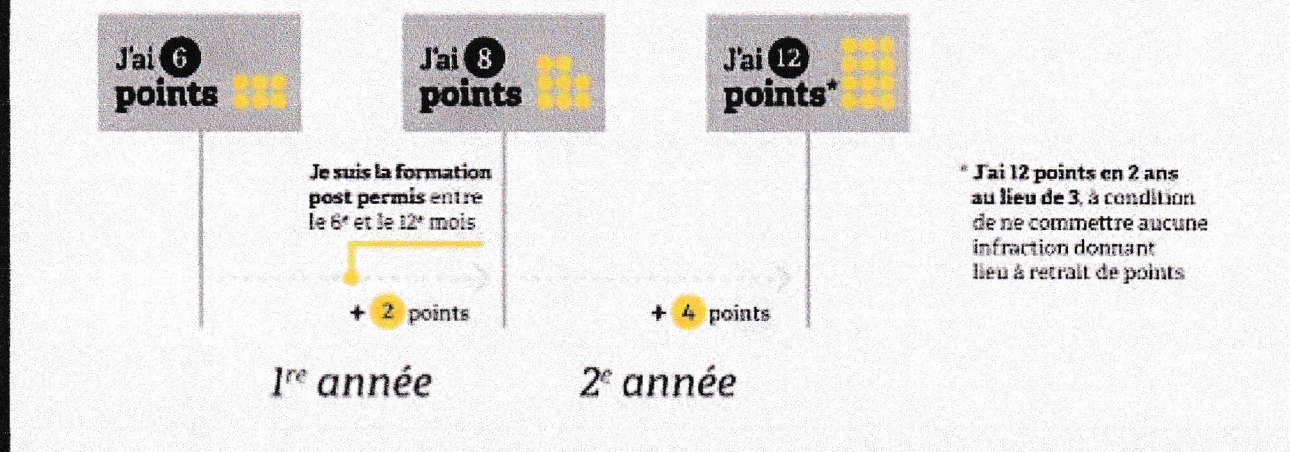 J'ai 6
points
J'ai 8
points
J'ai 12
points*
Je suis la formation
post permis entre
le 6e et le 12e mois
* J'ai 12 points en 2 ans
au lieu de 3, à condition
de ne commettre aucune
infraction donnant
lieu à retrait de points
+ 2 points
+ 4 points
1re année
2e année